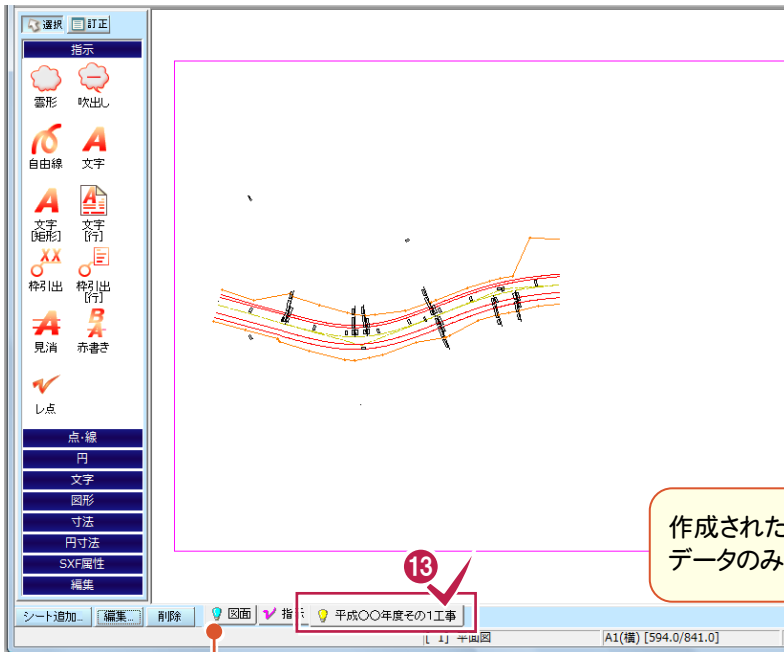 選択 訂正
指示
雲形 吹出し
自由線 文字
文字[矩形] 文字[行]
枠引出 枠引出[行]
見消 赤書き
レ点
点・線
円
文字
図形
寸法
円寸法
SXF属性
編集
作成された
データのみ
13
シート追加... 編集... 削除 図面 指示 平成○○年度その1工事
[ 1] 平面図 A1(横) [594.0/841.0]